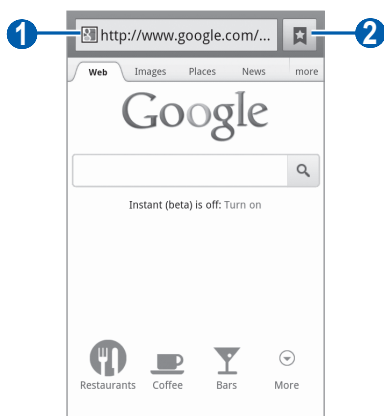 1
http://www.google.com/...
2
Web Images Places News more
Google
Instant (beta) is off: Turn on
Restaurants Coffee Bars More